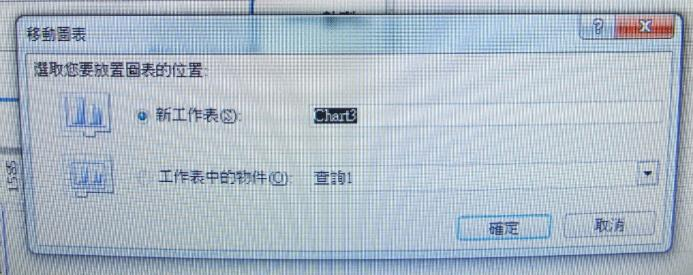 移動圖表
選取您要放置圖表的位置:
新工作表(S): Chart3
工作表中的物件(O): 查詢1
確定 取消
1585